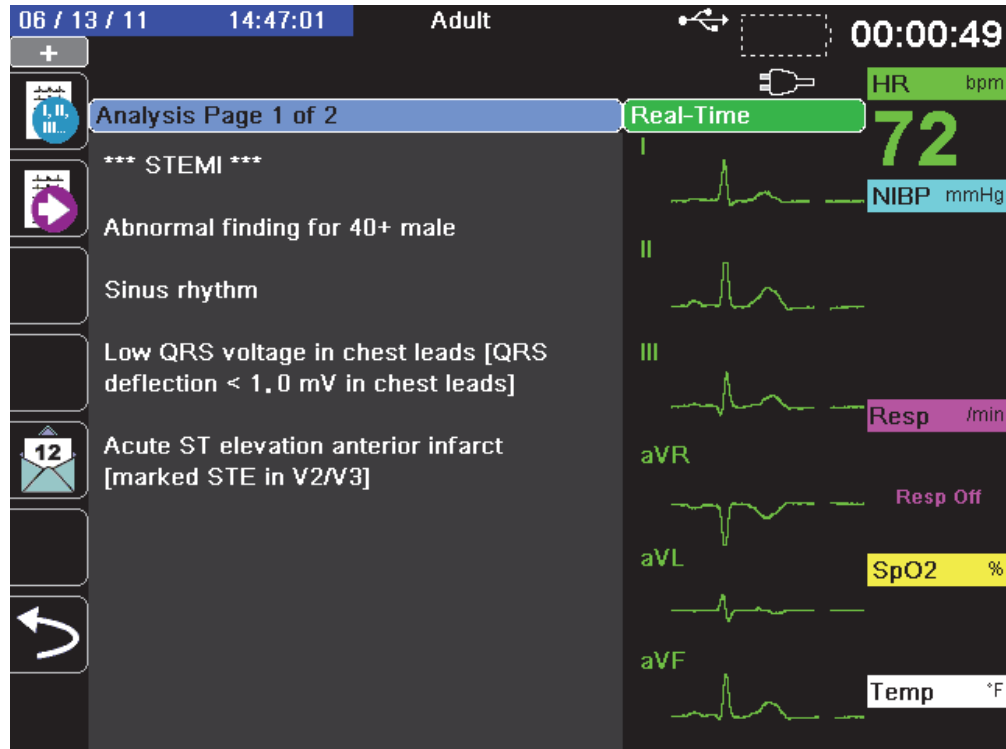 06 / 13 / 11 14:47:01 Adult 00:00:49
+
I, II, III...
Analysis Page 1 of 2
*** STEMI ***
Abnormal finding for 40+ male
Sinus rhythm
Low QRS voltage in chest leads [QRS
deflection < 1.0 mV in chest leads]
Acute ST elevation anterior infarct
[marked STE in V2/V3]
12
Real-Time
I
II
III
aVR
aVL
aVF
HR bpm
72
NIBP mmHg
Resp /min
Resp Off
SpO2 %
Temp °F